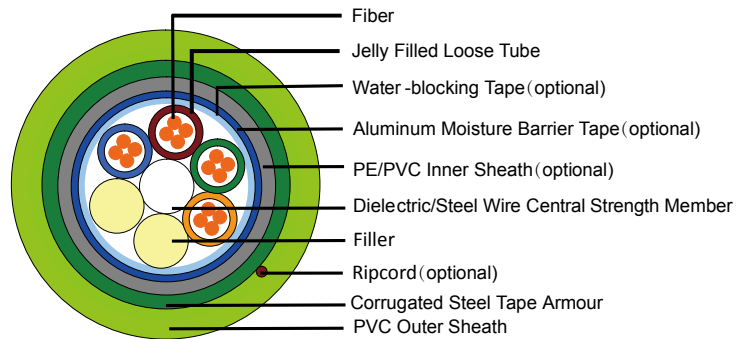 Fiber
Jelly Filled Loose Tube
Water -blocking Tape(optional)
Aluminum Moisture Barrier Tape(optional)
PE/PVC Inner Sheath(optional)
Dielectric/Steel Wire Central Strength Member
Filler
Ripcord(optional)
Corrugated Steel Tape Armour
PVC Outer Sheath